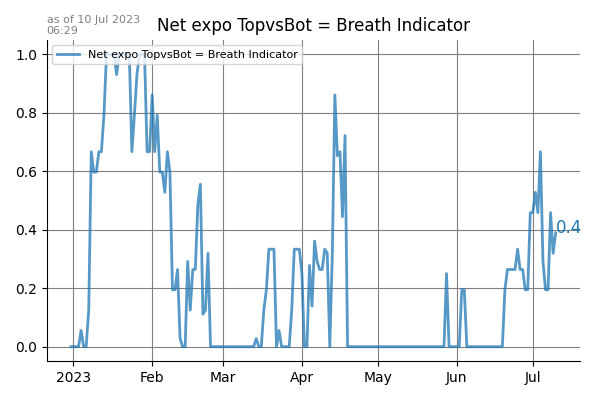 as of 10 Jul 2023
06:29
Net expo TopvsBot = Breath Indicator
Net expo TopvsBot = Breath Indicator
1.0
0.8
0.6
0.4
0.4
0.2
0.0
2023 Feb Mar Apr May Jun Jul